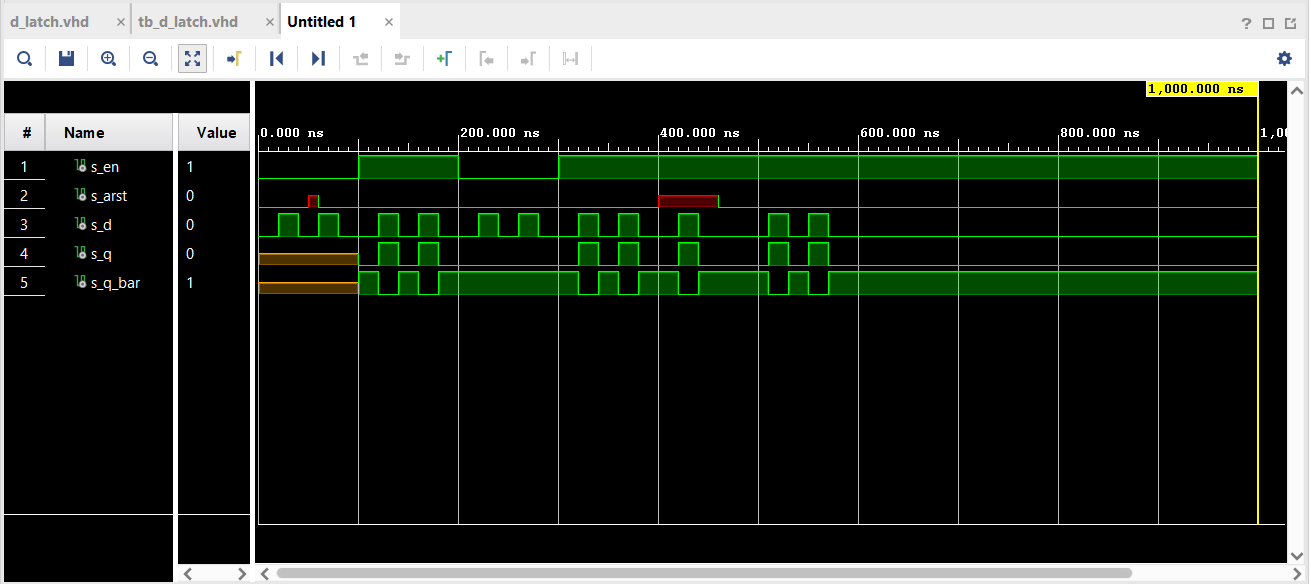 d_latch.vhd × tb_d_latch.vhd × Untitled 1 × ?
1,000.000 ns
# Name Value 0.000 ns 200.000 ns 400.000 ns 600.000 ns 800.000 ns 1,0
1 s_en 1
2 s_arst 0
3 s_d 0
4 s_q 0
5 s_q_bar 1